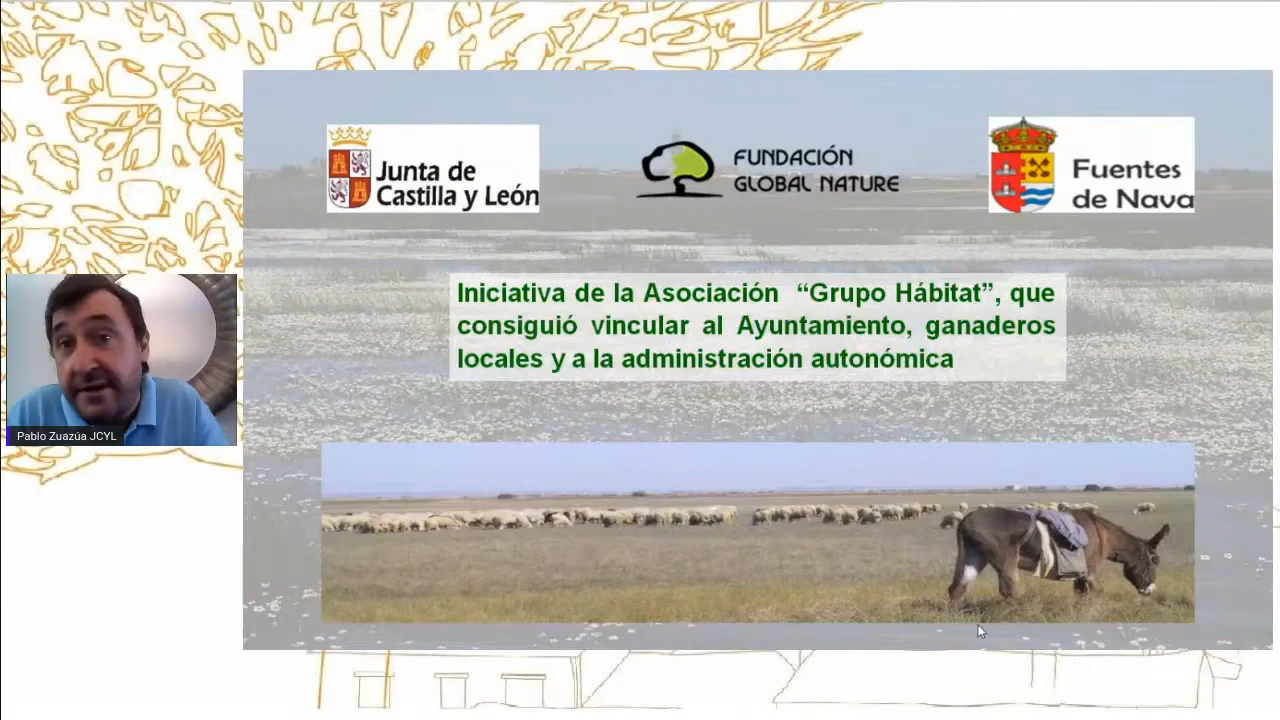 Junta de
Castilla y León
FUNDACIÓN
GLOBAL NATURE
Fuentes
de Nava
Iniciativa de la Asociación “Grupo Hábitat”, que
consiguió vincular al Ayuntamiento, ganaderos
locales y a la administración autonómica
Pablo Zuazúa JCYL